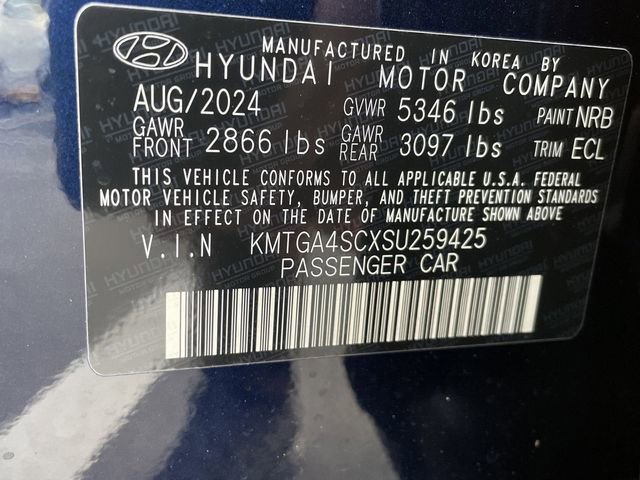 MANUFACTURED IN KOREA BY
HYUNDAI MOTOR COMPANY
AUG/2024 GVWR 5346 lbs PAINT NRB
GAWR FRONT 2866 lbs GAWR REAR 3097 lbs TRIM ECL
THIS VEHICLE CONFORMS TO ALL APPLICABLE U.S.A. FEDERAL
MOTOR VEHICLE SAFETY, BUMPER, AND THEFT PREVENTION STANDARDS
IN EFFECT ON THE DATE OF MANUFACTURE SHOWN ABOVE
V.I.N KMTGA4SCXSU259425
PASSENGER CAR